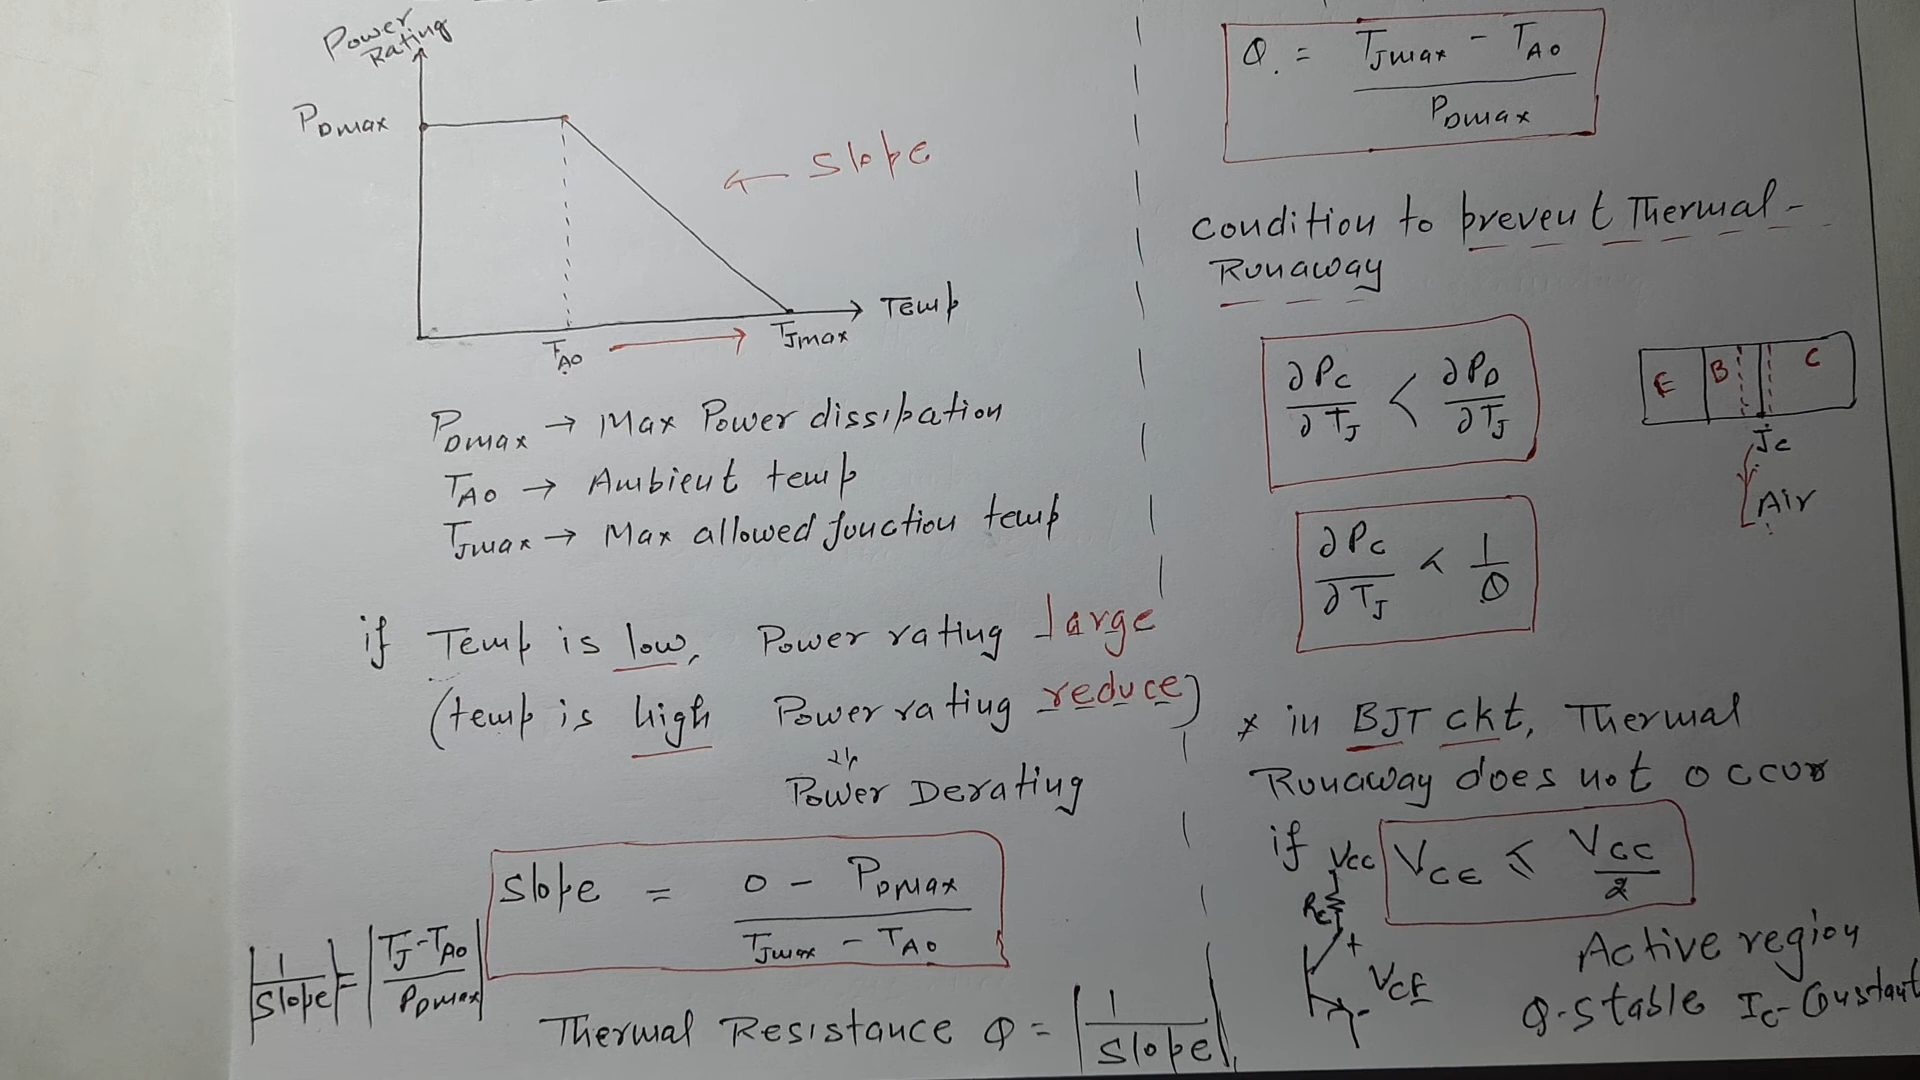 Power
Rating
PDmax
← Slope
Temp
TAO
TJmax
PDmax → Max Power dissipation
TAO → Ambient temp
TJmax → Max allowed junction temp
if Temp is low, Power rating large
(temp is high Power rating reduce)
Power Derating
Slope = 0 - PDmax / TJmax - TAO
|1/Slope| = |TJ - TAO / PDmax|
Thermal Resistance θ = |1/slope|
θ = TJmax - TAO / PDmax
Condition to prevent Thermal-
Runaway
∂PC/∂TJ < ∂PD/∂TJ
E B C
JC
Air
∂PC/∂TJ < 1/θ
* in BJT ckt, Thermal
Runaway does not occur
if VCE ≤ VCC/2
VCC
RC
+
VCE
-
Active region
Q-stable IC-Constant